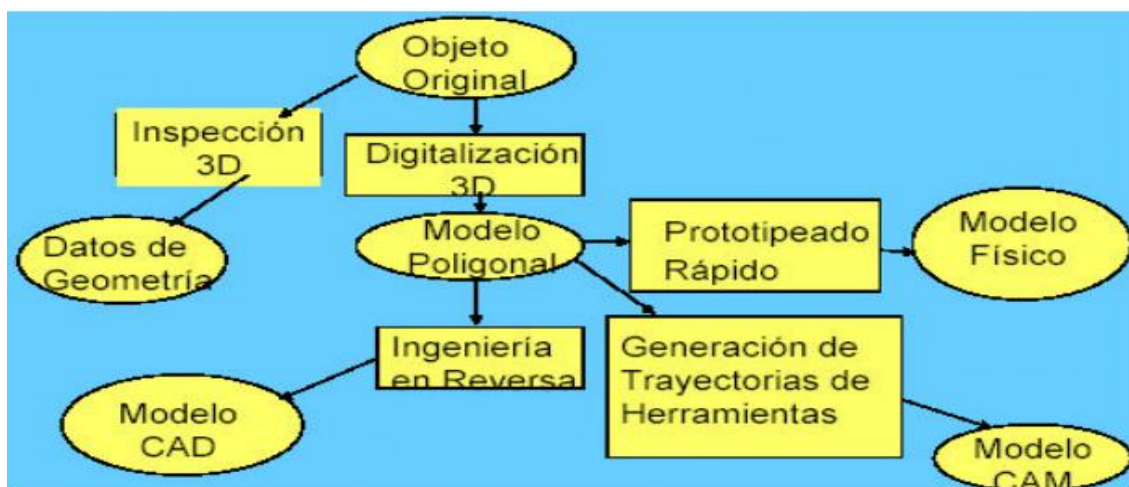 Objeto
Original
Inspección
3D
Digitalización
3D
Datos de
Geometría
Modelo
Poligonal
Prototipeado
Rápido
Modelo
Físico
Ingeniería
en Reversa
Generación de
Trayectorias de
Herramientas
Modelo
CAD
Modelo
CAM